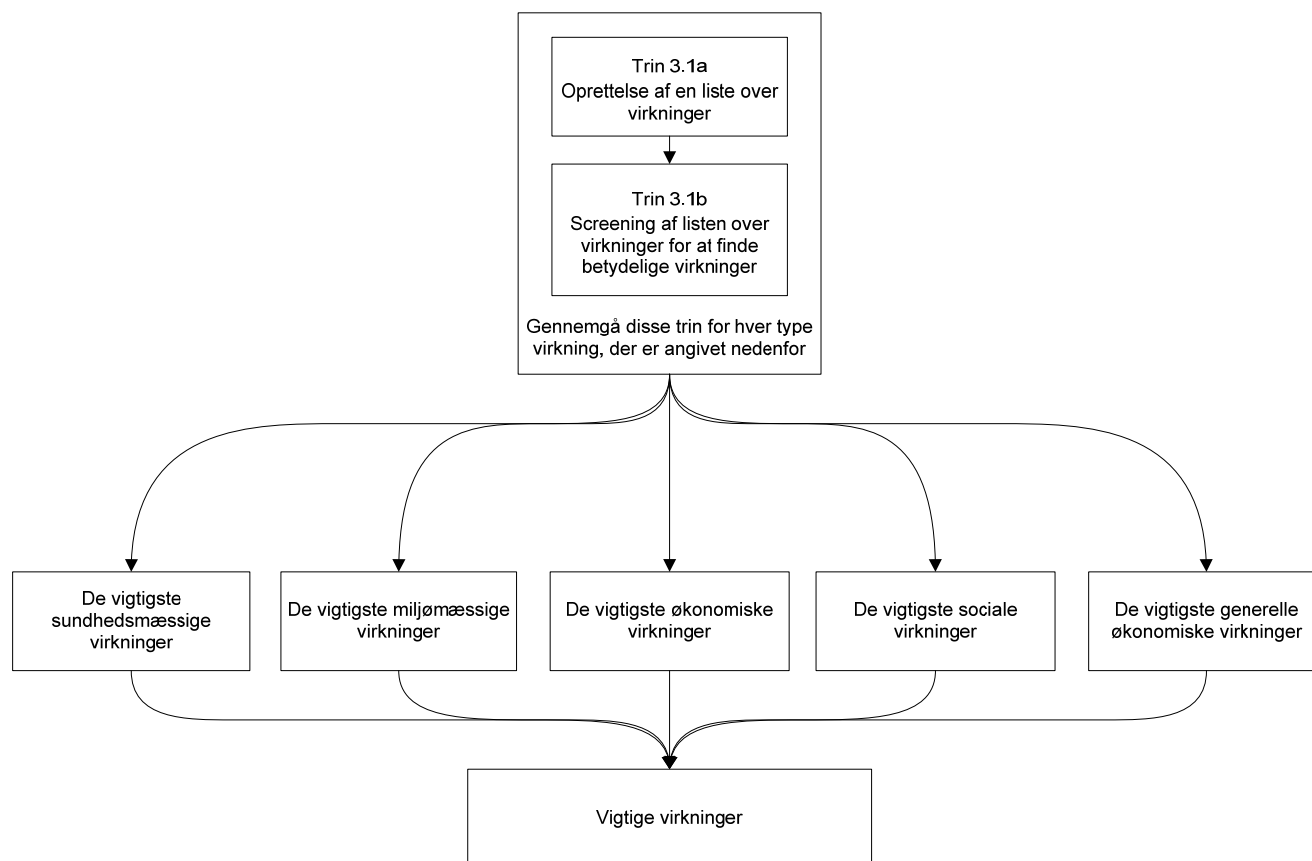 Trin 3.1a
Oprettelse af en liste over
virkninger
Trin 3.1b
Screening af listen over
virkninger for at finde
betydelige virkninger
Gennemgå disse trin for hver type
virkning, der er angivet nedenfor
De vigtigste
sundhedsmæssige
virkninger
De vigtigste miljømæssige
virkninger
De vigtigste økonomiske
virkninger
De vigtigste sociale
virkninger
De vigtigste generelle
økonomiske virkninger
Vigtige virkninger